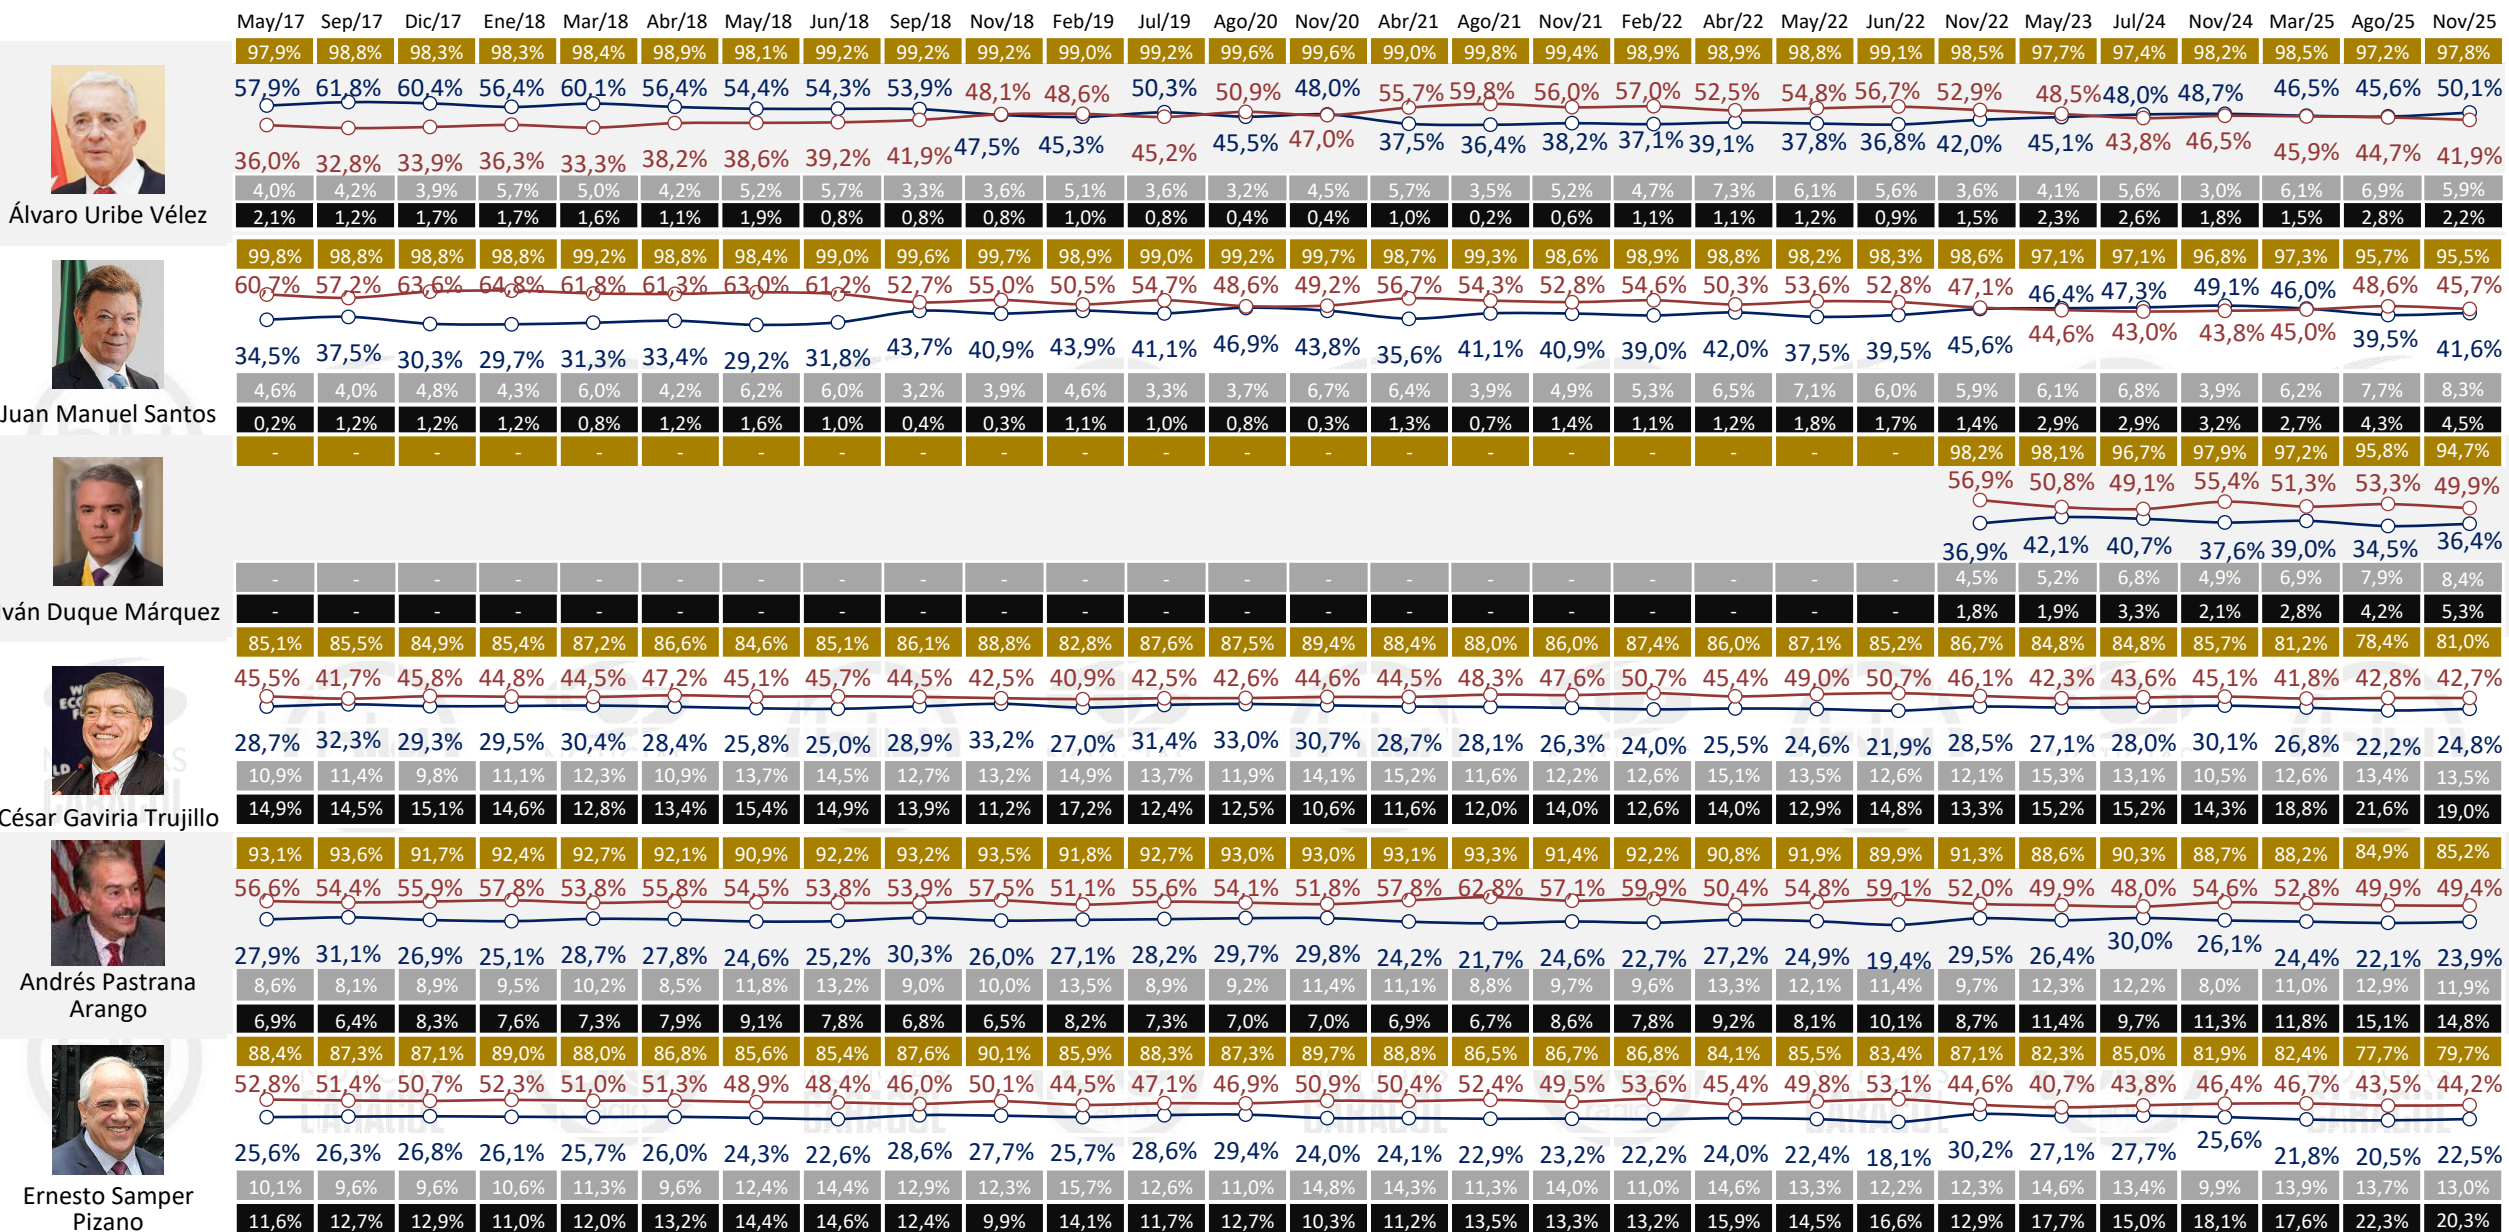 May/17 Sep/17 Dic/17 Ene/18 Mar/18 Abr/18 May/18 Jun/18 Sep/18 Nov/18 Feb/19 Jul/19 Ago/20 Nov/20 Abr/21 Ago/21 Nov/21 Feb/22 Abr/22 May/22 Jun/22 Nov/22 May/23 Jul/24 Nov/24 Mar/25 Ago/25 Nov/25
97,9% 98,8% 98,3% 98,3% 98,4% 98,9% 98,1% 99,2% 99,2% 99,2% 99,0% 99,2% 99,6% 99,6% 99,0% 99,8% 99,4% 98,9% 98,9% 98,8% 99,1% 98,5% 97,7% 97,4% 98,2% 98,5% 97,2% 97,8%
57,9% 61,8% 60,4% 56,4% 60,1% 56,4% 54,4% 54,3% 53,9% 48,1% 48,6% 50,3% 50,9% 48,0% 55,7% 59,8% 56,0% 57,0% 52,5% 54,8% 56,7% 52,9% 48,5% 48,0% 48,7% 46,5% 45,6% 50,1%
36,0% 32,8% 33,9% 36,3% 33,3% 38,2% 38,6% 39,2% 41,9% 47,5% 45,3% 45,2% 45,5% 47,0% 37,5% 36,4% 38,2% 37,1% 39,1% 37,8% 36,8% 42,0% 45,1% 43,8% 46,5% 45,9% 44,7% 41,9%
4,0% 4,2% 3,9% 5,7% 5,0% 4,2% 5,2% 5,7% 3,3% 3,6% 5,1% 3,6% 3,2% 4,5% 5,7% 3,5% 5,2% 4,7% 7,3% 6,1% 5,6% 3,6% 4,1% 5,6% 3,0% 6,1% 6,9% 5,9%
Álvaro Uribe Vélez
2,1% 1,2% 1,7% 1,7% 1,6% 1,1% 1,9% 0,8% 0,8% 0,8% 1,0% 0,8% 0,4% 0,4% 1,0% 0,2% 0,6% 1,1% 1,1% 1,2% 0,9% 1,5% 2,3% 2,6% 1,8% 1,5% 2,8% 2,2%
99,8% 98,8% 98,8% 98,8% 99,2% 98,8% 98,4% 99,0% 99,6% 99,7% 98,9% 99,0% 99,2% 99,7% 98,7% 99,3% 98,6% 98,9% 98,8% 98,2% 98,3% 98,6% 97,1% 97,1% 96,8% 97,3% 95,7% 95,5%
60,7% 57,2% 63,6% 64,8% 61,8% 61,3% 63,0% 61,2% 52,7% 55,0% 50,5% 54,7% 48,6% 49,2% 56,7% 54,3% 52,8% 54,6% 50,3% 53,6% 52,8% 47,1% 46,4% 47,3% 49,1% 46,0% 48,6% 45,7%
34,5% 37,5% 30,3% 29,7% 31,3% 33,4% 29,2% 31,8% 43,7% 40,9% 43,9% 41,1% 46,9% 43,8% 35,6% 41,1% 40,9% 39,0% 42,0% 37,5% 39,5% 45,6% 44,6% 43,0% 43,8% 45,0% 39,5% 41,6%
4,6% 4,0% 4,8% 4,3% 6,0% 4,2% 6,2% 6,0% 3,2% 3,9% 4,6% 3,3% 3,7% 6,7% 6,4% 3,9% 4,9% 5,3% 6,5% 7,1% 6,0% 5,9% 6,1% 6,8% 3,9% 6,2% 7,7% 8,3%
Juan Manuel Santos
0,2% 1,2% 1,2% 1,2% 0,8% 1,2% 1,6% 1,0% 0,4% 0,3% 1,1% 1,0% 0,8% 0,3% 1,3% 0,7% 1,4% 1,1% 1,2% 1,8% 1,7% 1,4% 2,9% 2,9% 3,2% 2,7% 4,3% 4,5%
- - - - - - - - - - - - - - - - - - - - - 98,2% 98,1% 96,7% 97,9% 97,2% 95,8% 94,7%
56,9% 50,8% 49,1% 55,4% 51,3% 53,3% 49,9%
36,9% 42,1% 40,7% 37,6% 39,0% 34,5% 36,4%
- - - - - - - - - - - - - - - - - - - - - 4,5% 5,2% 6,8% 4,9% 6,9% 7,9% 8,4%
Iván Duque Márquez
- - - - - - - - - - - - - - - - - - - - - 1,8% 1,9% 3,3% 2,1% 2,8% 4,2% 5,3%
85,1% 85,5% 84,9% 85,4% 87,2% 86,6% 84,6% 85,1% 86,1% 88,8% 82,8% 87,6% 87,5% 89,4% 88,4% 88,0% 86,0% 87,4% 86,0% 87,1% 85,2% 86,7% 84,8% 84,8% 85,7% 81,2% 78,4% 81,0%
45,5% 41,7% 45,8% 44,8% 44,5% 47,2% 45,1% 45,7% 44,5% 42,5% 40,9% 42,5% 42,6% 44,6% 44,5% 48,3% 47,6% 50,7% 45,4% 49,0% 50,7% 46,1% 42,3% 43,6% 45,1% 41,8% 42,8% 42,7%
28,7% 32,3% 29,3% 29,5% 30,4% 28,4% 25,8% 25,0% 28,9% 33,2% 27,0% 31,4% 33,0% 30,7% 28,7% 28,1% 26,3% 24,0% 25,5% 24,6% 21,9% 28,5% 27,1% 28,0% 30,1% 26,8% 22,2% 24,8%
10,9% 11,4% 9,8% 11,1% 12,3% 10,9% 13,7% 14,5% 12,7% 13,2% 14,9% 13,7% 11,9% 14,1% 15,2% 11,6% 12,2% 12,6% 15,1% 13,5% 12,6% 12,1% 15,3% 13,1% 10,5% 12,6% 13,4% 13,5%
César Gaviria Trujillo
14,9% 14,5% 15,1% 14,6% 12,8% 13,4% 15,4% 14,9% 13,9% 11,2% 17,2% 12,4% 12,5% 10,6% 11,6% 12,0% 14,0% 12,6% 14,0% 12,9% 14,8% 13,3% 15,2% 15,2% 14,3% 18,8% 21,6% 19,0%
93,1% 93,6% 91,7% 92,4% 92,7% 92,1% 90,9% 92,2% 93,2% 93,5% 91,8% 92,7% 93,0% 93,0% 93,1% 93,3% 91,4% 92,2% 90,8% 91,9% 89,9% 91,3% 88,6% 90,3% 88,7% 88,2% 84,9% 85,2%
56,6% 54,4% 55,9% 57,8% 53,8% 55,8% 54,5% 53,8% 53,9% 57,5% 51,1% 55,6% 54,1% 51,8% 57,8% 62,8% 57,1% 59,9% 50,4% 54,8% 59,1% 52,0% 49,9% 48,0% 54,6% 52,8% 49,9% 49,4%
27,9% 31,1% 26,9% 25,1% 28,7% 27,8% 24,6% 25,2% 30,3% 26,0% 27,1% 28,2% 29,7% 29,8% 24,2% 21,7% 24,6% 22,7% 27,2% 24,9% 19,4% 29,5% 26,4% 30,0% 26,1% 24,4% 22,1% 23,9%
8,6% 8,1% 8,9% 9,5% 10,2% 8,5% 11,8% 13,2% 9,0% 10,0% 13,5% 8,9% 9,2% 11,4% 11,1% 8,8% 9,7% 9,6% 13,3% 12,1% 11,4% 9,7% 12,3% 12,2% 8,0% 11,0% 12,9% 11,9%
Andrés Pastrana
Arango
6,9% 6,4% 8,3% 7,6% 7,3% 7,9% 9,1% 7,8% 6,8% 6,5% 8,2% 7,3% 7,0% 7,0% 6,9% 6,7% 8,6% 7,8% 9,2% 8,1% 10,1% 8,7% 11,4% 9,7% 11,3% 11,8% 15,1% 14,8%
88,4% 87,3% 87,1% 89,0% 88,0% 86,8% 85,6% 85,4% 87,6% 90,1% 85,9% 88,3% 87,3% 89,7% 88,8% 86,5% 86,7% 86,8% 84,1% 85,5% 83,4% 87,1% 82,3% 85,0% 81,9% 82,4% 77,7% 79,7%
52,8% 51,4% 50,7% 52,3% 51,0% 51,3% 48,9% 48,4% 46,0% 50,1% 44,5% 47,1% 46,9% 50,9% 50,4% 52,4% 49,5% 53,6% 45,4% 49,8% 53,1% 44,6% 40,7% 43,8% 46,4% 46,7% 43,5% 44,2%
25,6% 26,3% 26,8% 26,1% 25,7% 26,0% 24,3% 22,6% 28,6% 27,7% 25,7% 28,6% 29,4% 24,0% 24,1% 22,9% 23,2% 22,2% 24,0% 22,4% 18,1% 30,2% 27,1% 27,7% 25,6% 21,8% 20,5% 22,5%
10,1% 9,6% 9,6% 10,6% 11,3% 9,6% 12,4% 14,4% 12,9% 12,3% 15,7% 12,6% 11,0% 14,8% 14,3% 11,3% 14,0% 11,0% 14,6% 13,3% 12,2% 12,3% 14,6% 13,4% 9,9% 13,9% 13,7% 13,0%
Ernesto Samper
Pizano
11,6% 12,7% 12,9% 11,0% 12,0% 13,2% 14,4% 14,6% 12,4% 9,9% 14,1% 11,7% 12,7% 10,3% 11,2% 13,5% 13,3% 13,2% 15,9% 14,5% 16,6% 12,9% 17,7% 15,0% 18,1% 17,6% 22,3% 20,3%